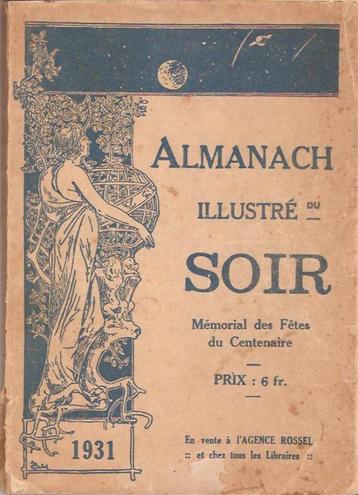 ALMANACH
ILLUSTRÉ DU
SOIR
Mémorial des Fêtes
du Centenaire
PRIX : 6 fr.
En vente à l'AGENCE ROSSEL
:: et chez tous les Libraires ::
1931